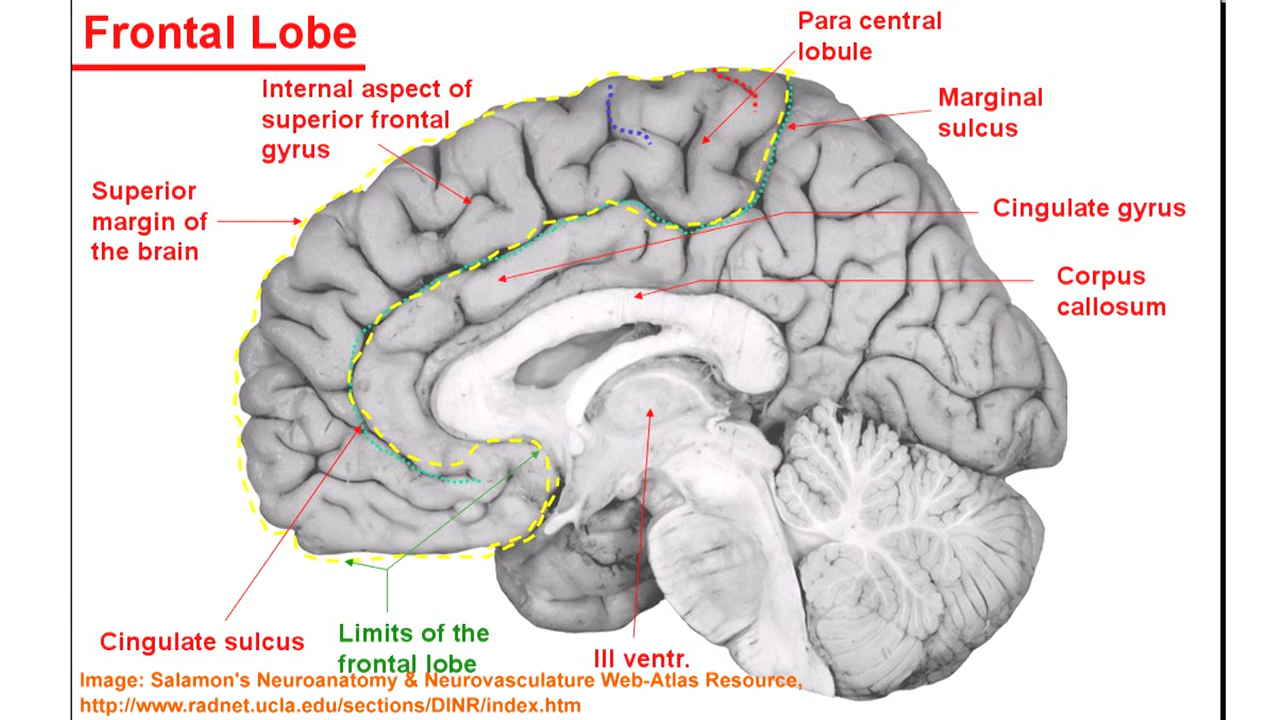 Frontal Lobe
Para central
lobule
Internal aspect of
superior frontal
gyrus
Marginal
sulcus
Superior
margin of
the brain
Cingulate gyrus
Corpus
callosum
Cingulate sulcus
Limits of the
frontal lobe
III ventr.
Image: Salamon's Neuroanatomy & Neurovasculature Web-Atlas Resource,
http://www.radnet.ucla.edu/sections/DINR/index.htm